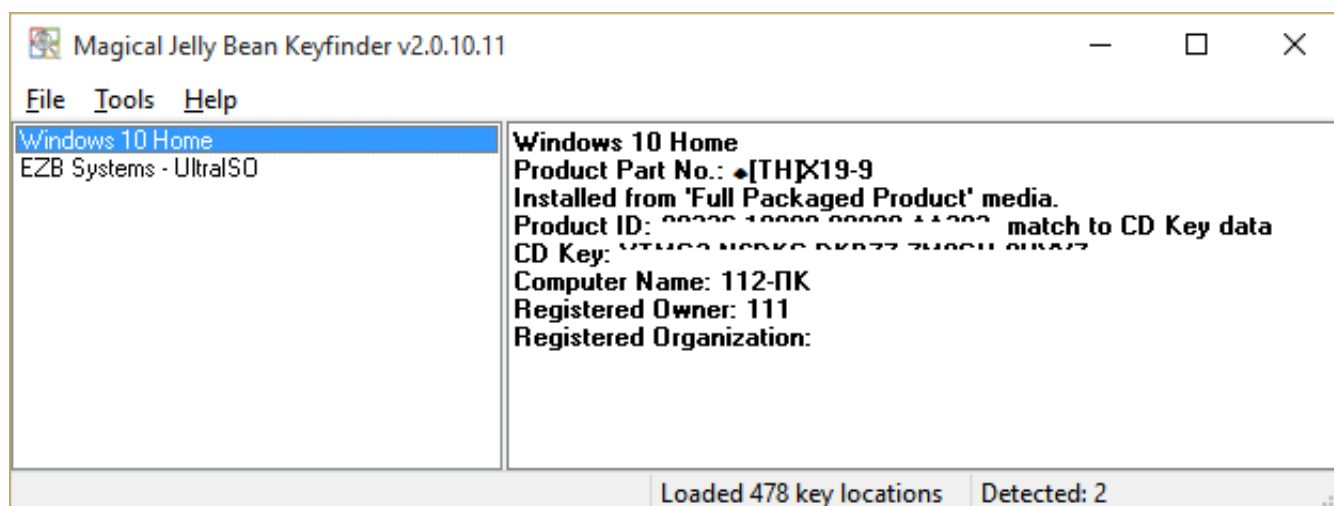 Magical Jelly Bean Keyfinder v2.0.10.11
File Tools Help
Windows 10 Home
EZB Systems - UltraISO
Windows 10 Home
Product Part No.: [TH]X19-9
Installed from 'Full Packaged Product' media.
Product ID: match to CD Key data
CD Key:
Computer Name: 112-ПК
Registered Owner: 111
Registered Organization:
Loaded 478 key locations Detected: 2